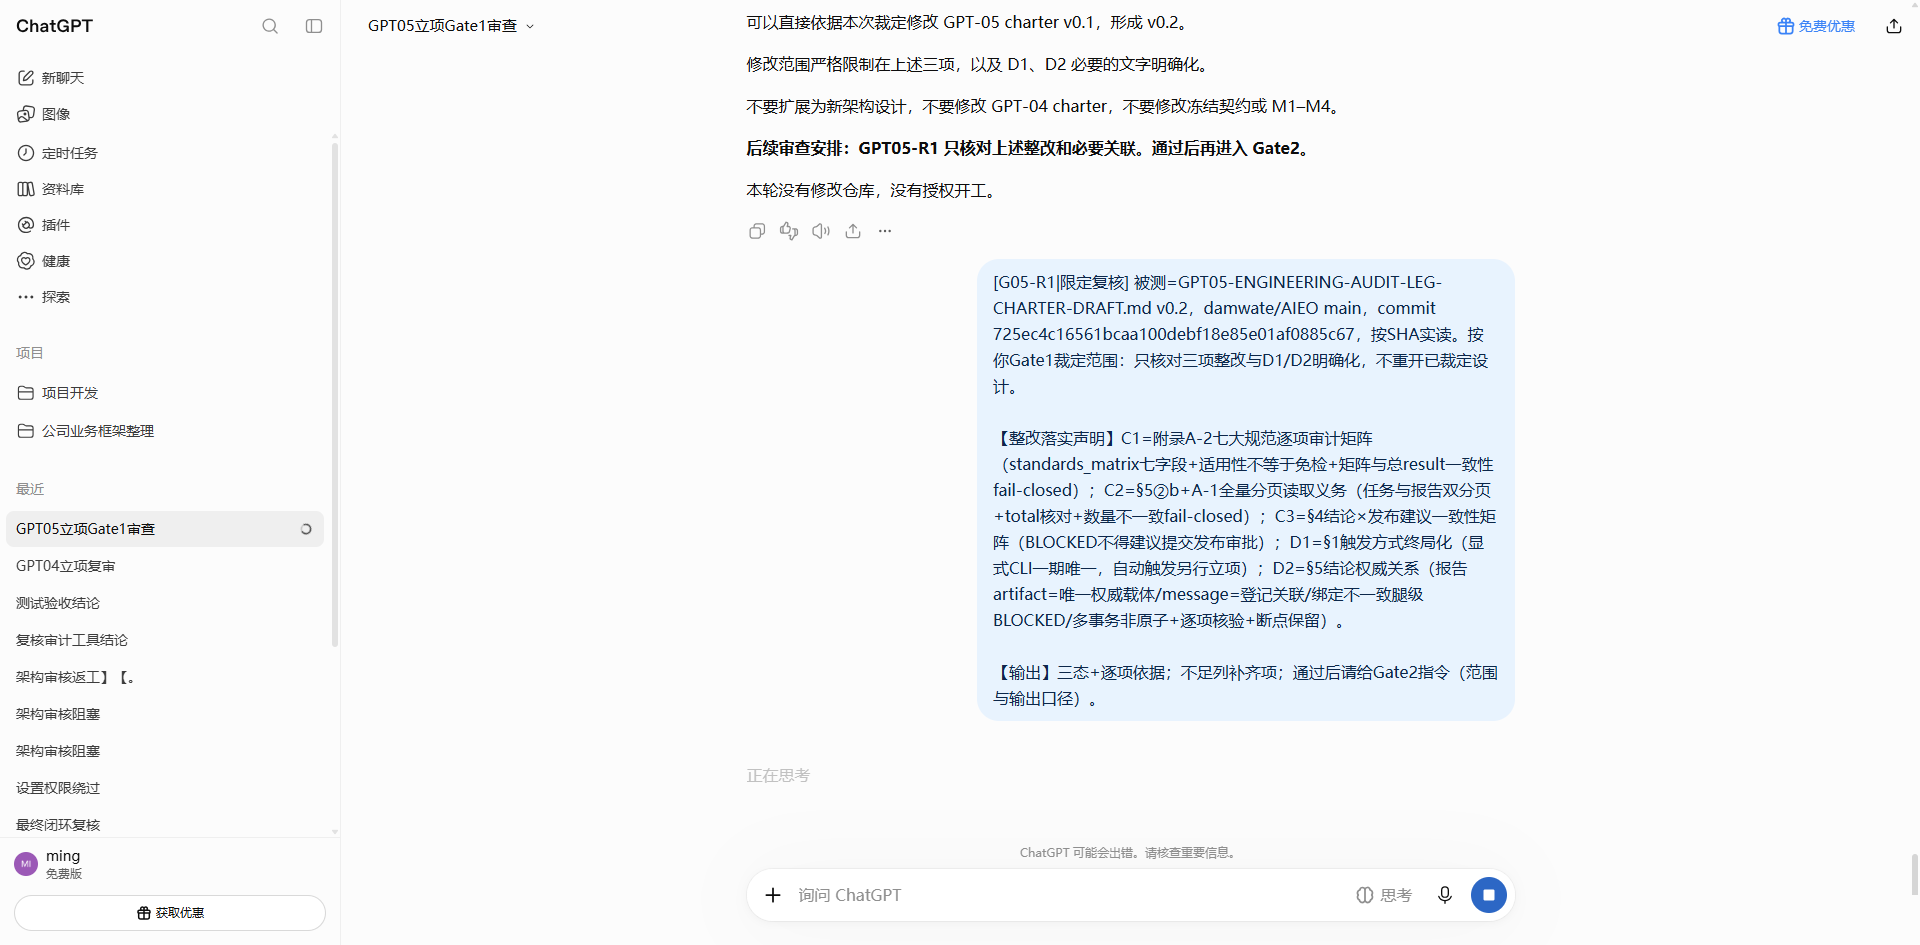 ChatGPT
新聊天
图像
定时任务
资料库
插件
健康
探索
项目
项目开发
公司业务框架整理
最近
GPT05立项Gate1审查
GPT04立项复审
测试验收结论
复核审计工具结论
架构审核返工】【。
架构审核阻塞
架构审核阻塞
设置权限绕过
最终闭环复核
MI
ming
免费版
获取优惠
GPT05立项Gate1审查
免费优惠
可以直接依据本次裁定修改 GPT-05 charter v0.1，形成 v0.2。
修改范围严格限制在上述三项，以及 D1、D2 必要的文字明确化。
不要扩展为新架构设计，不要修改 GPT-04 charter，不要修改冻结契约或 M1–M4。
后续审查安排：GPT05-R1 只核对上述整改和必要关联。通过后再进入 Gate2。
本轮没有修改仓库，没有授权开工。
[G05-R1|限定复核] 被测=GPT05-ENGINEERING-AUDIT-LEG-
CHARTER-DRAFT.md v0.2，damwate/AIEO main，commit
725ec4c16561bcaa100debf18e85e01af0885c67，按SHA实读。按
你Gate1裁定范围：只核对三项整改与D1/D2明确化，不重开已裁定设
计。
【整改落实声明】C1=附录A-2七大规范逐项审计矩阵
（standards_matrix七字段+适用性不等于免检+矩阵与总result一致性
fail-closed）；C2=§5②b+A-1全量分页读取义务（任务与报告双分页
+total核对+数量不一致fail-closed）；C3=§4结论×发布建议一致性矩
阵（BLOCKED不得建议提交发布审批）；D1=§1触发方式终局化（显
式CLI一期唯一，自动触发另行立项）；D2=§5结论权威关系（报告
artifact=唯一权威载体/message=登记关联/绑定不一致腿级
BLOCKED/多事务非原子+逐项核验+断点保留）。
【输出】三态+逐项依据；不足列补齐项；通过后请给Gate2指令（范围
与输出口径）。
正在思考
ChatGPT 可能会出错。请核查重要信息。
询问 ChatGPT
思考